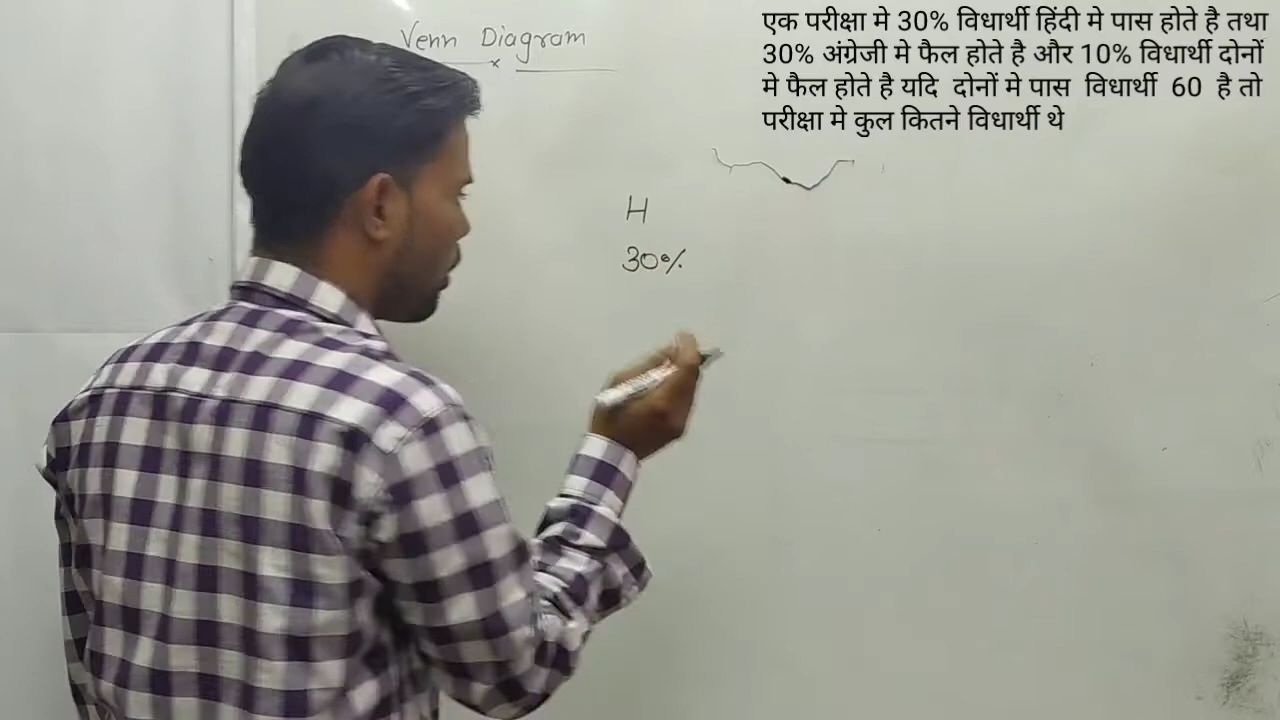 Venn Diagram
एक परीक्षा मे 30% विधार्थी हिंदी मे पास होते है तथा
30% अंग्रेजी मे फैल होते है और 10% विधार्थी दोनों
मे फैल होते है यदि दोनों मे पास विधार्थी 60 है तो
परीक्षा मे कुल कितने विधार्थी थे
H
30%